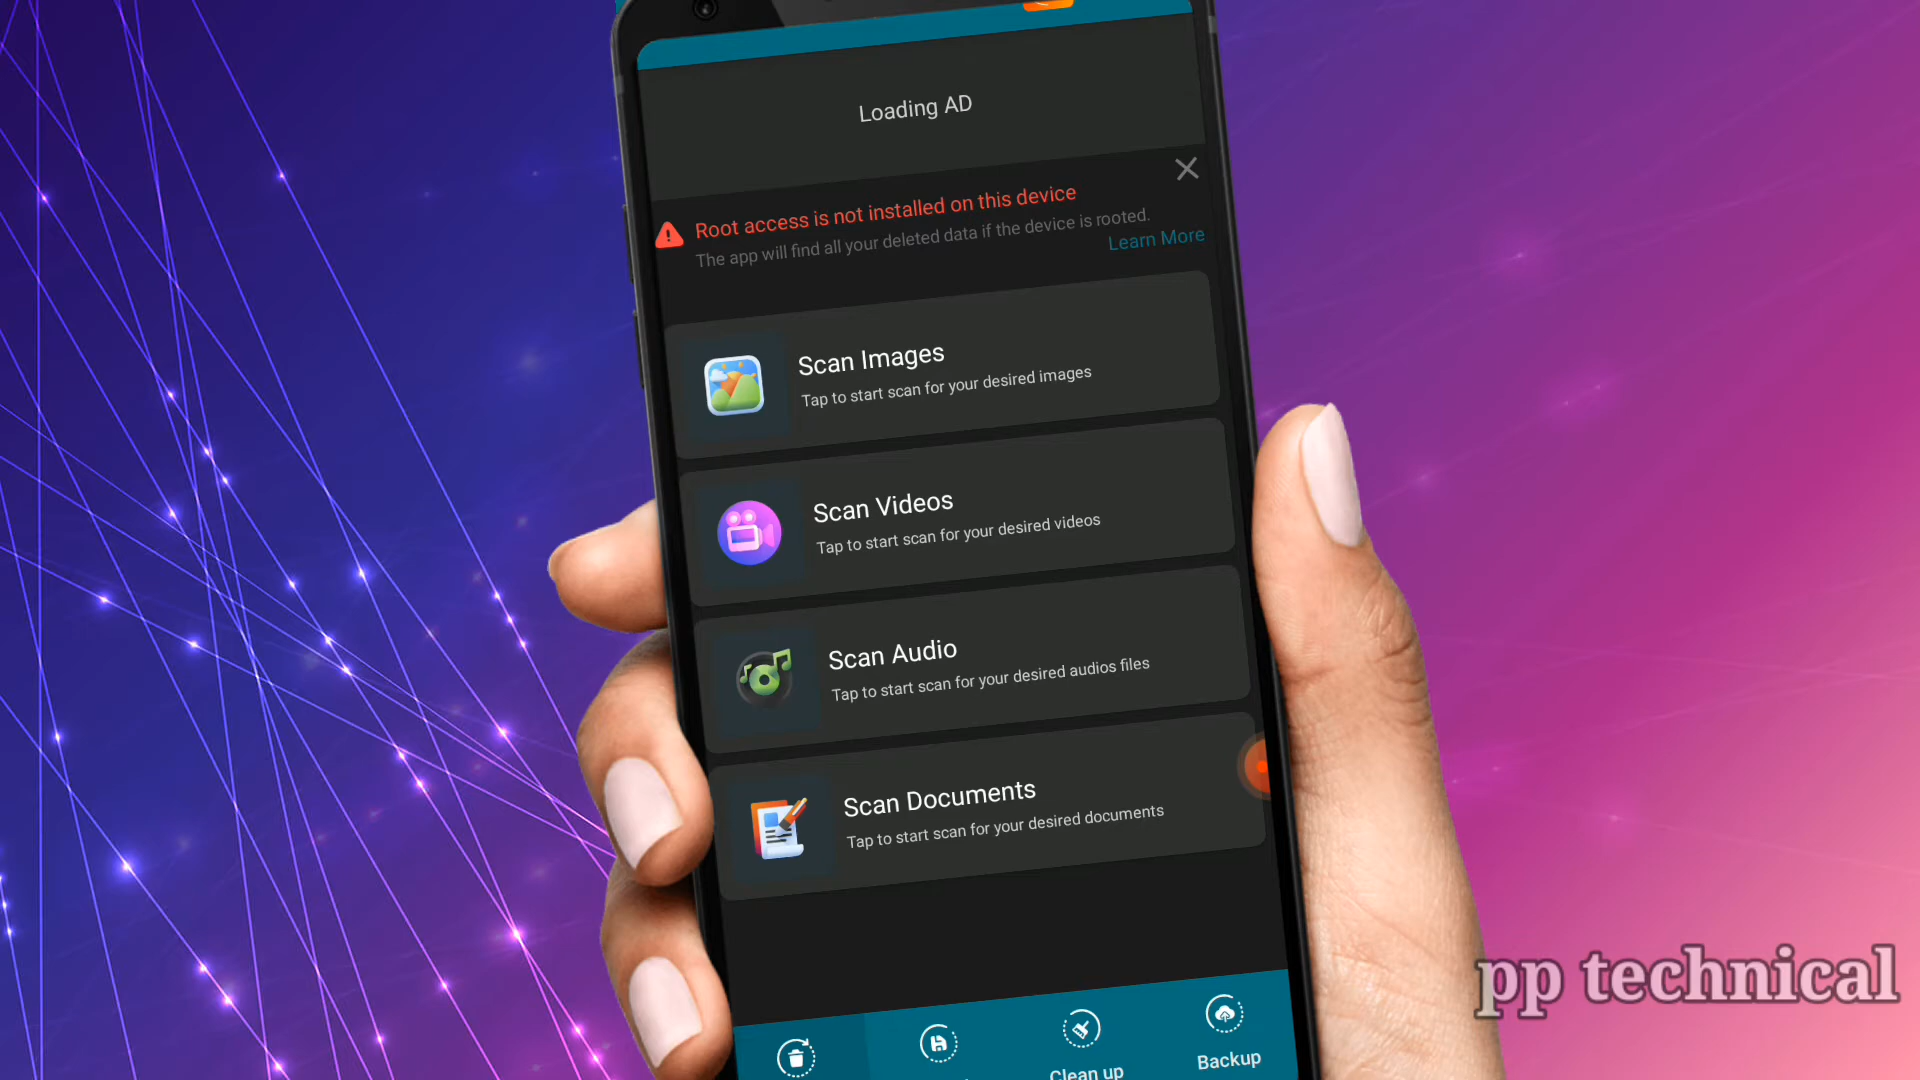 Loading AD
Root access is not installed on this device
The app will find all your deleted data if the device is rooted.
Learn More
Scan Images
Tap to start scan for your desired images
Scan Videos
Tap to start scan for your desired videos
Scan Audio
Tap to start scan for your desired audios files
Scan Documents
Tap to start scan for your desired documents
Clean up
Backup
pp technical